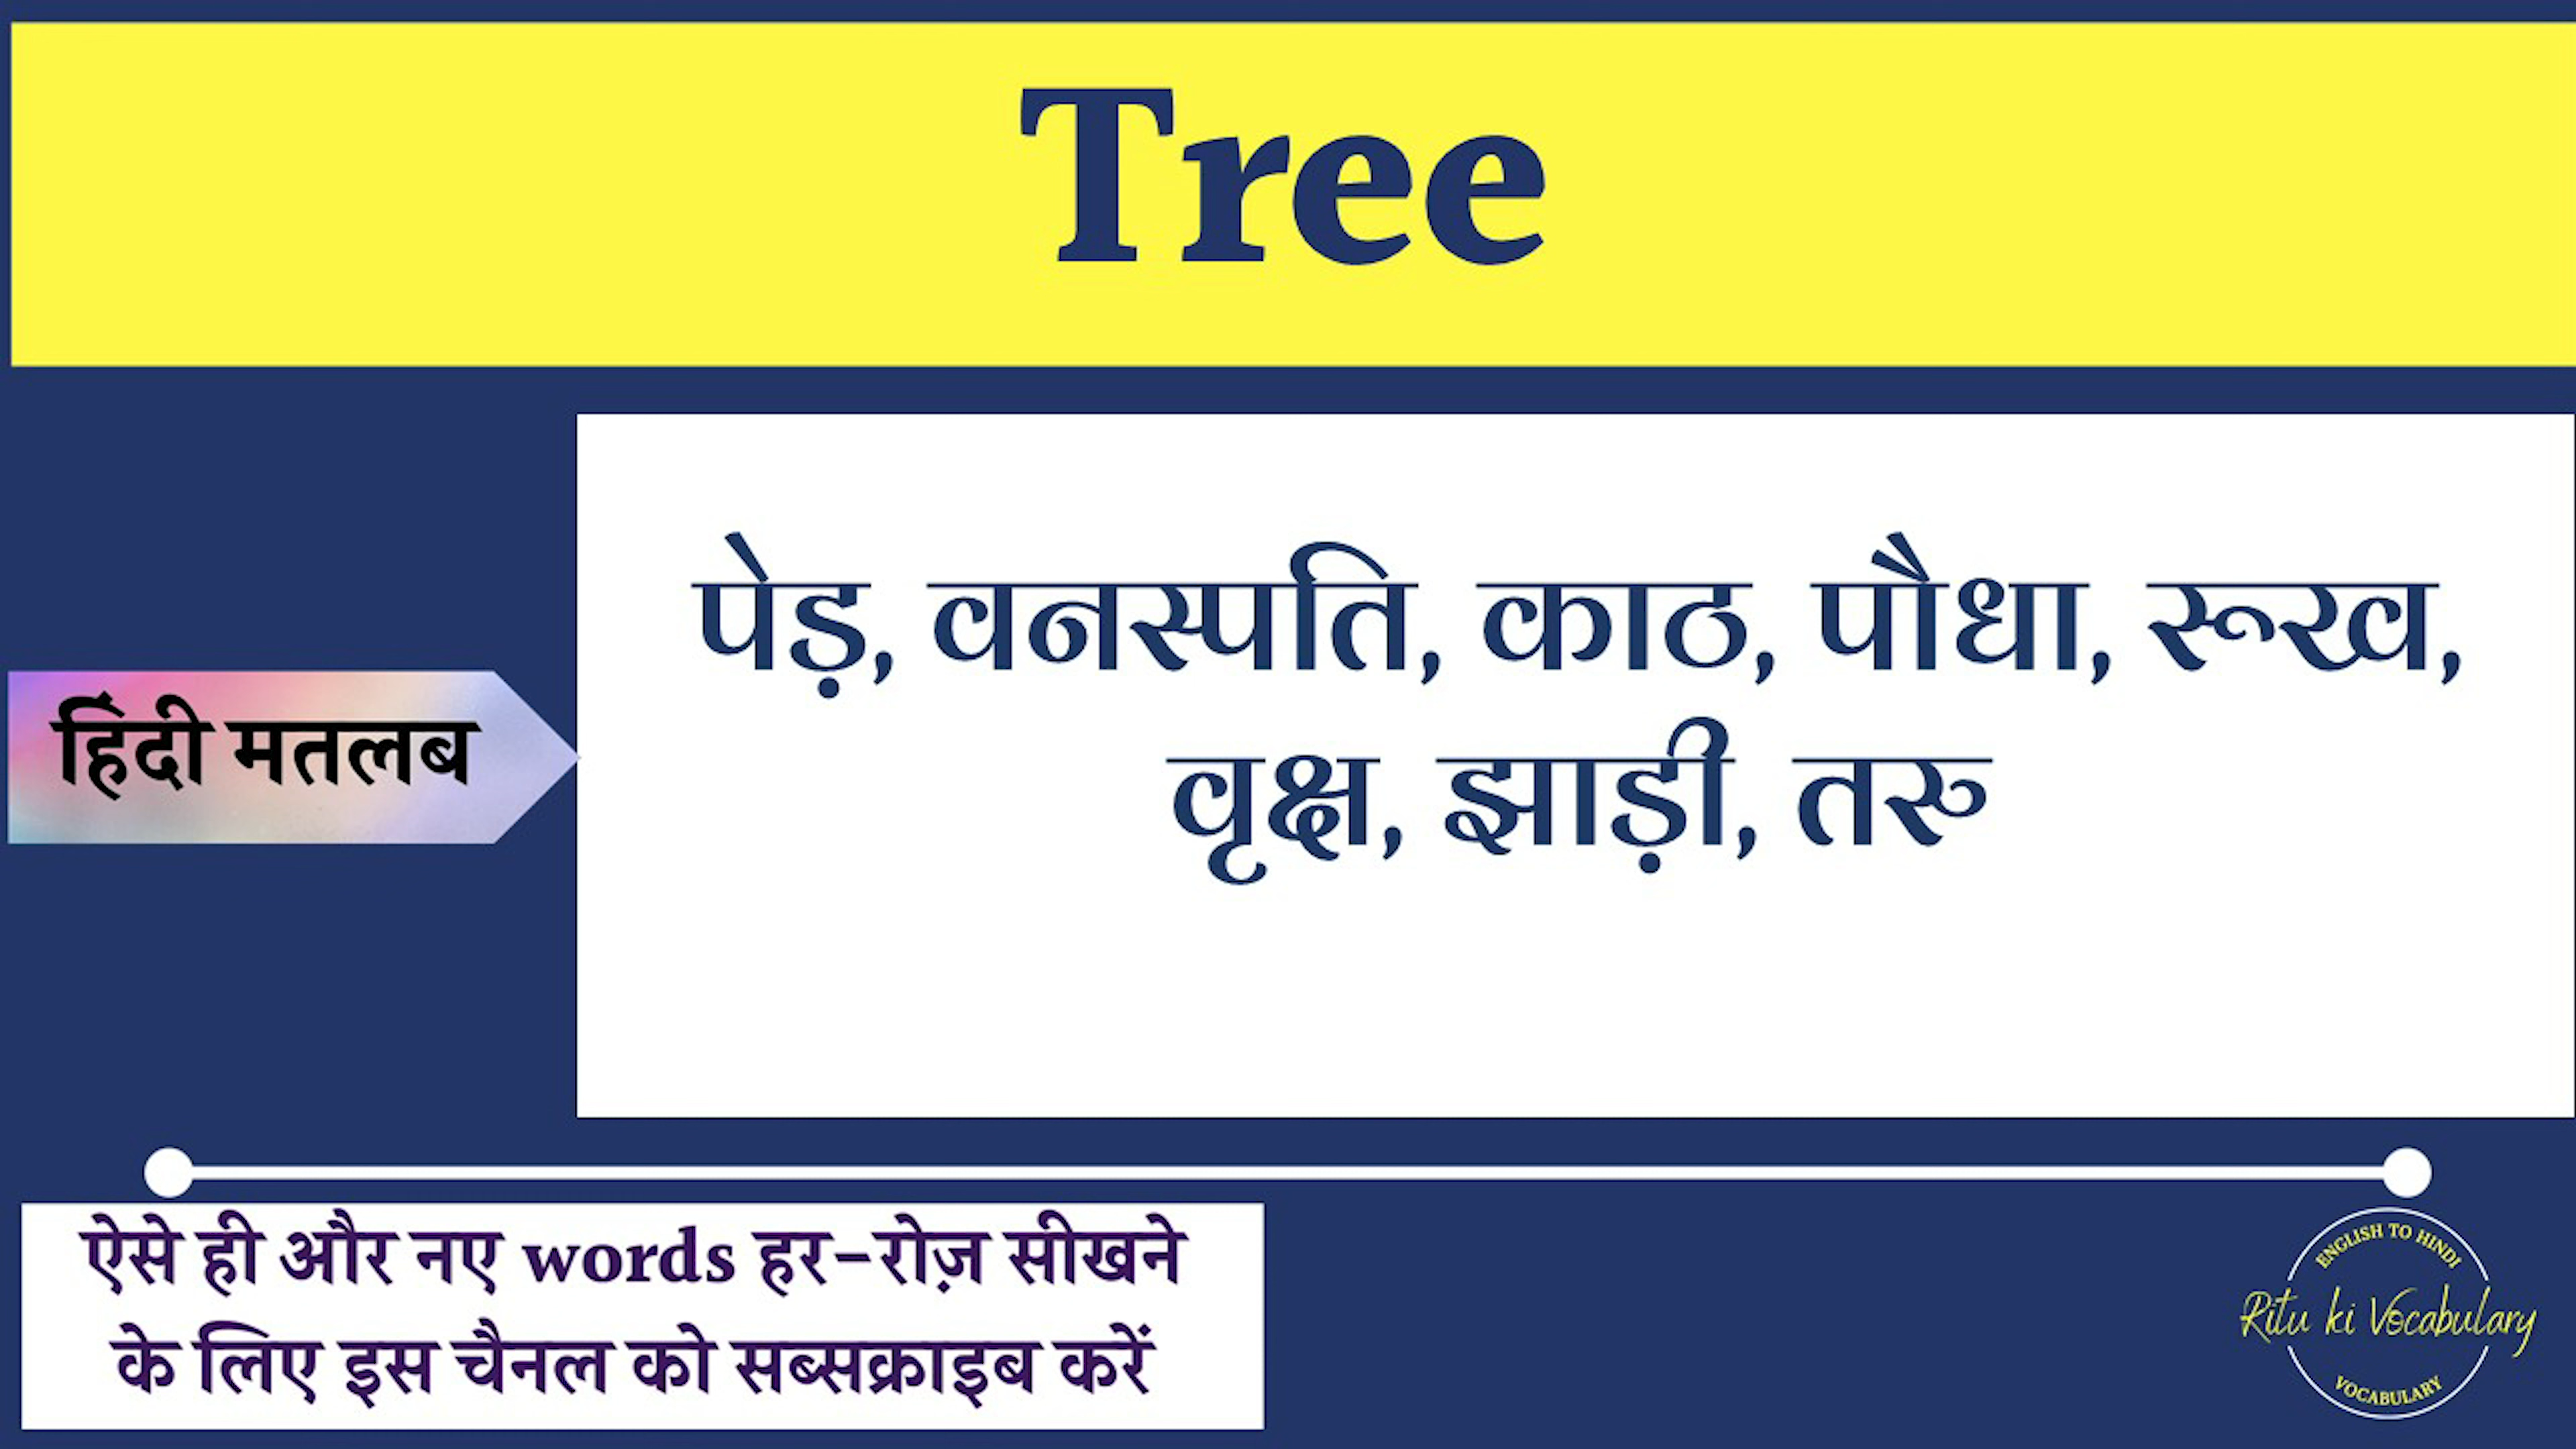 Tree
पेड़, वनस्पति, काठ, पौधा, रूख,
वृक्ष, झाड़ी, तरु
हिंदी मतलब
ऐसे ही और नए words हर-रोज़ सीखने
के लिए इस चैनल को सब्सक्राइब करें
ENGLISH TO HINDI
Ritu ki Vocabulary
VOCABULARY